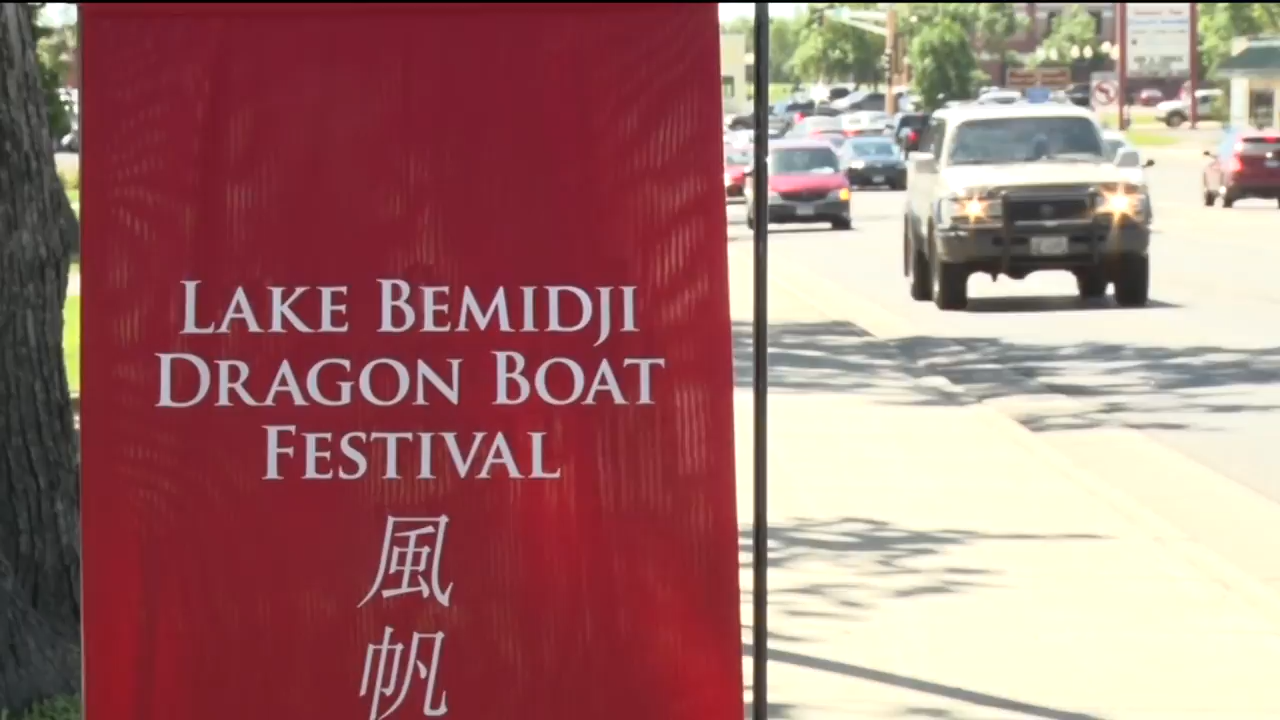 LAKE BEMIDJI
DRAGON BOAT
FESTIVAL
風
帆